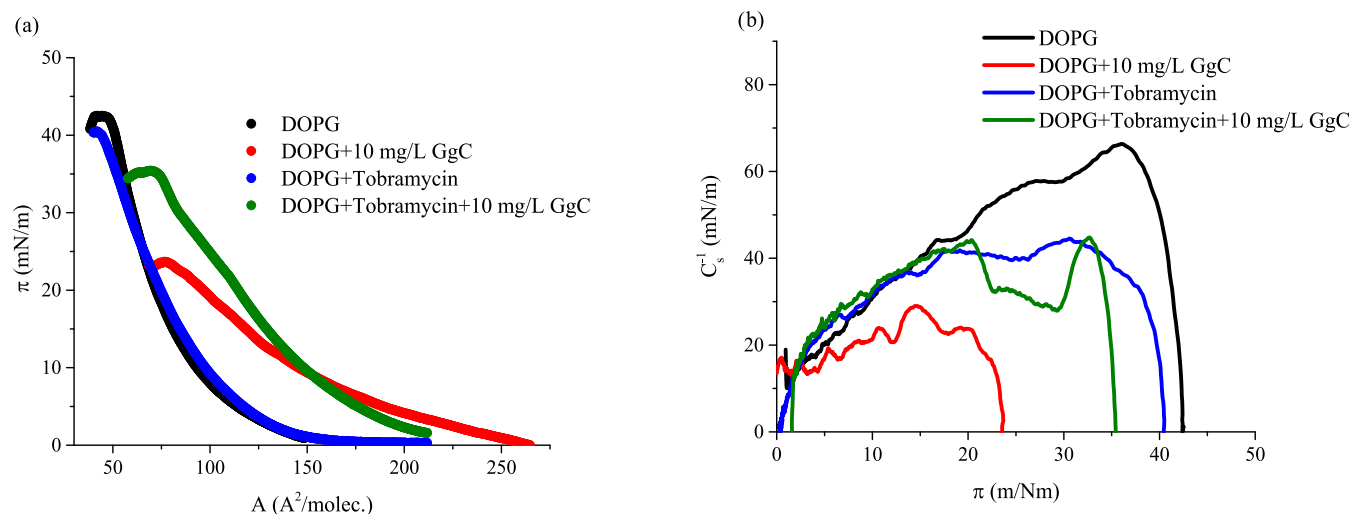 (a)
50
40
30
20
10
0
π (mN/m)
50
100
150
200
250
A (A²/molec.)
DOPG
DOPG+10 mg/L GgC
DOPG+Tobramycin
DOPG+Tobramycin+10 mg/L GgC
(b)
80
60
40
20
0
C_s^-1 (mN/m)
0
10
20
30
40
50
π (m/Nm)
DOPG
DOPG+10 mg/L GgC
DOPG+Tobramycin
DOPG+Tobramycin+10 mg/L GgC